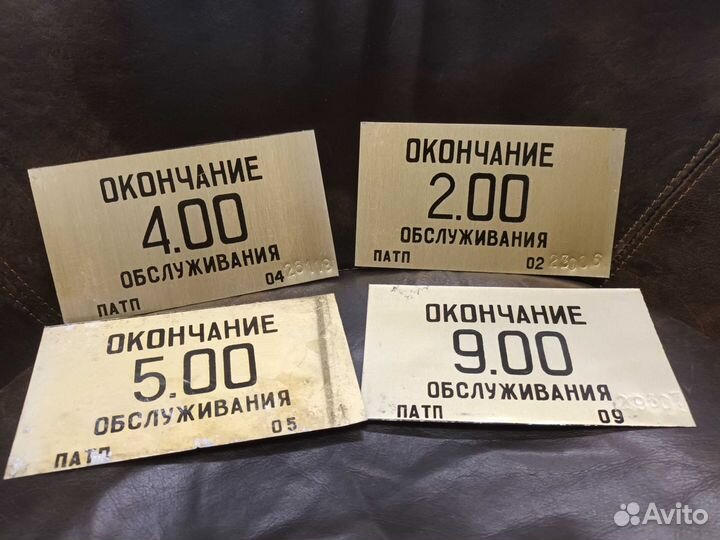 ОКОНЧАНИЕ
4.00
ОБСЛУЖИВАНИЯ
ПАТП 04 26113
ОКОНЧАНИЕ
2.00
ОБСЛУЖИВАНИЯ
ПАТП 02
ОКОНЧАНИЕ
5.00
ОБСЛУЖИВАНИЯ
ПАТП 05
ОКОНЧАНИЕ
9.00
ОБСЛУЖИВАНИЯ
ПАТП 09
Avito